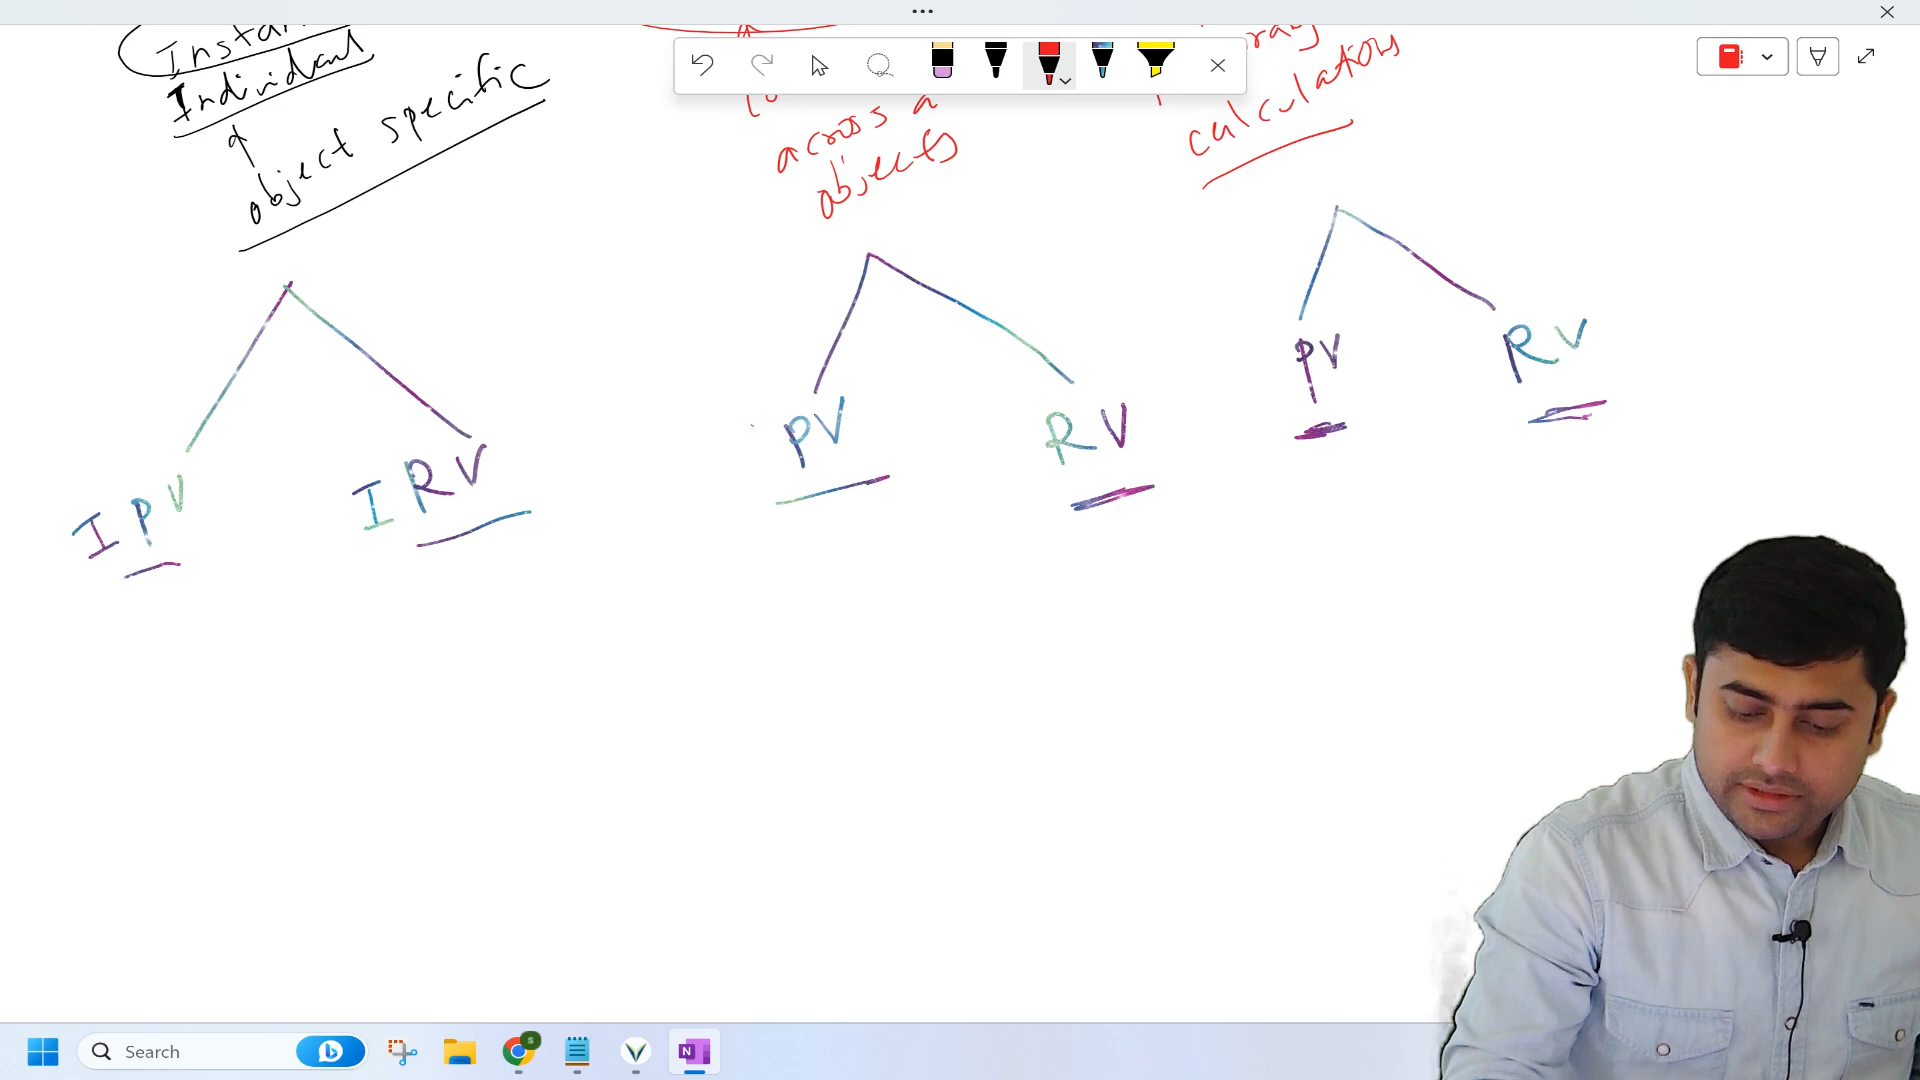 Individual
object specific
across a
objects
calculations
IPV
IRV
PV
RV
PV
RV
Search